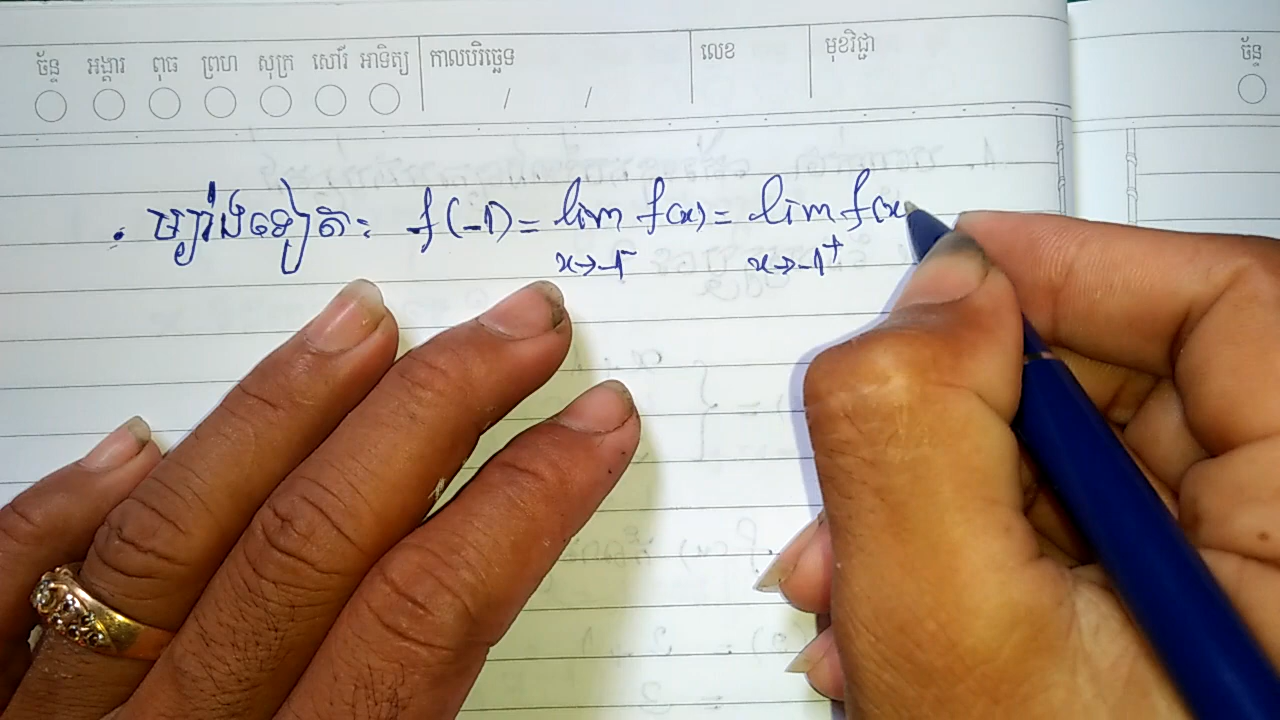 ច័ន្ទ អង្គារ ពុធ ព្រហ សុក្រ សៅរ៍ អាទិត្យ កាលបរិច្ឆេទ / / លេខ មុខវិជ្ជា ច័ន្ទ
. ម្យ៉ាងទៀត: f(-1) = lim f(x) = lim f(x
x→-1⁻ x→-1⁺